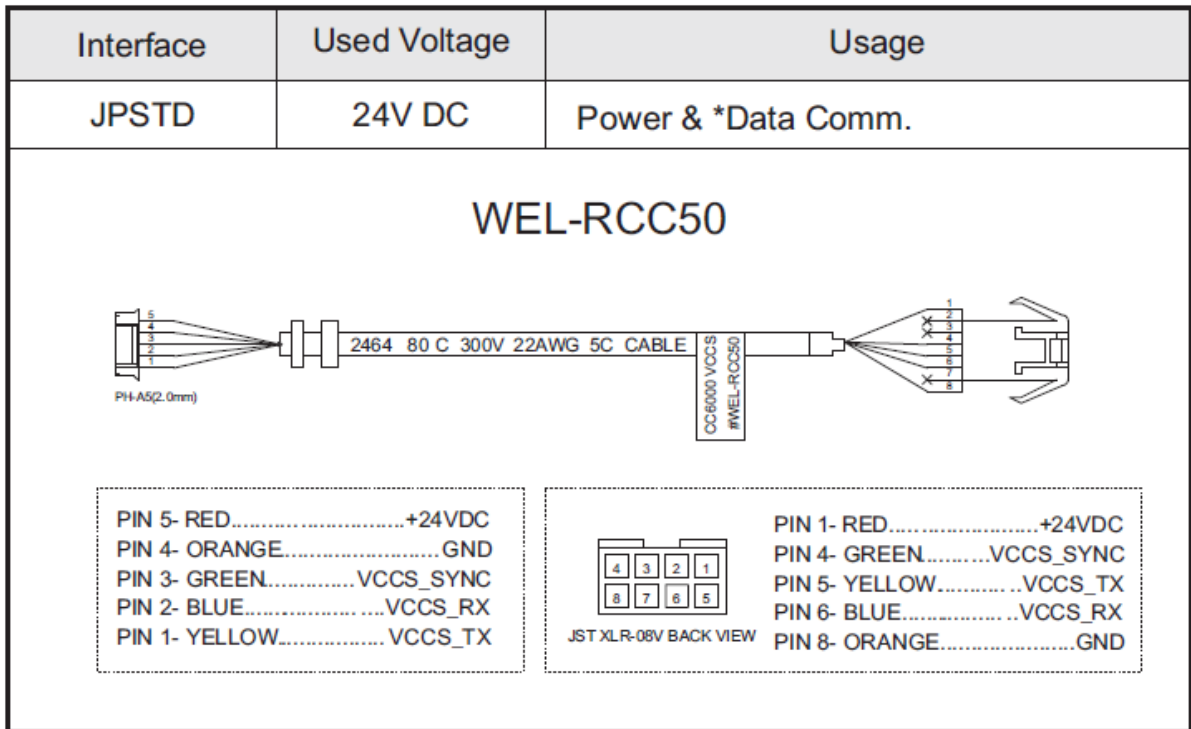 Interface Used Voltage Usage
JPSTD 24V DC Power & *Data Comm.
WEL-RCC50
5
4
3
2
1
PH-A5(2.0mm)
2464 80 C 300V 22AWG 5C CABLE
CC6000 VCCS
#WEL-RCC50
1
2
3
4
5
6
7
8
PIN 5- RED..............................+24VDC
PIN 4- ORANGE..........................GND
PIN 3- GREEN...............VCCS_SYNC
PIN 2- BLUE.......................VCCS_RX
PIN 1- YELLOW.................. VCCS_TX
4 3 2 1
8 7 6 5
JST XLR-08V BACK VIEW
PIN 1- RED.........................+24VDC
PIN 4- GREEN...........VCCS_SYNC
PIN 5- YELLOW.............VCCS_TX
PIN 6- BLUE...................VCCS_RX
PIN 8- ORANGE......................GND